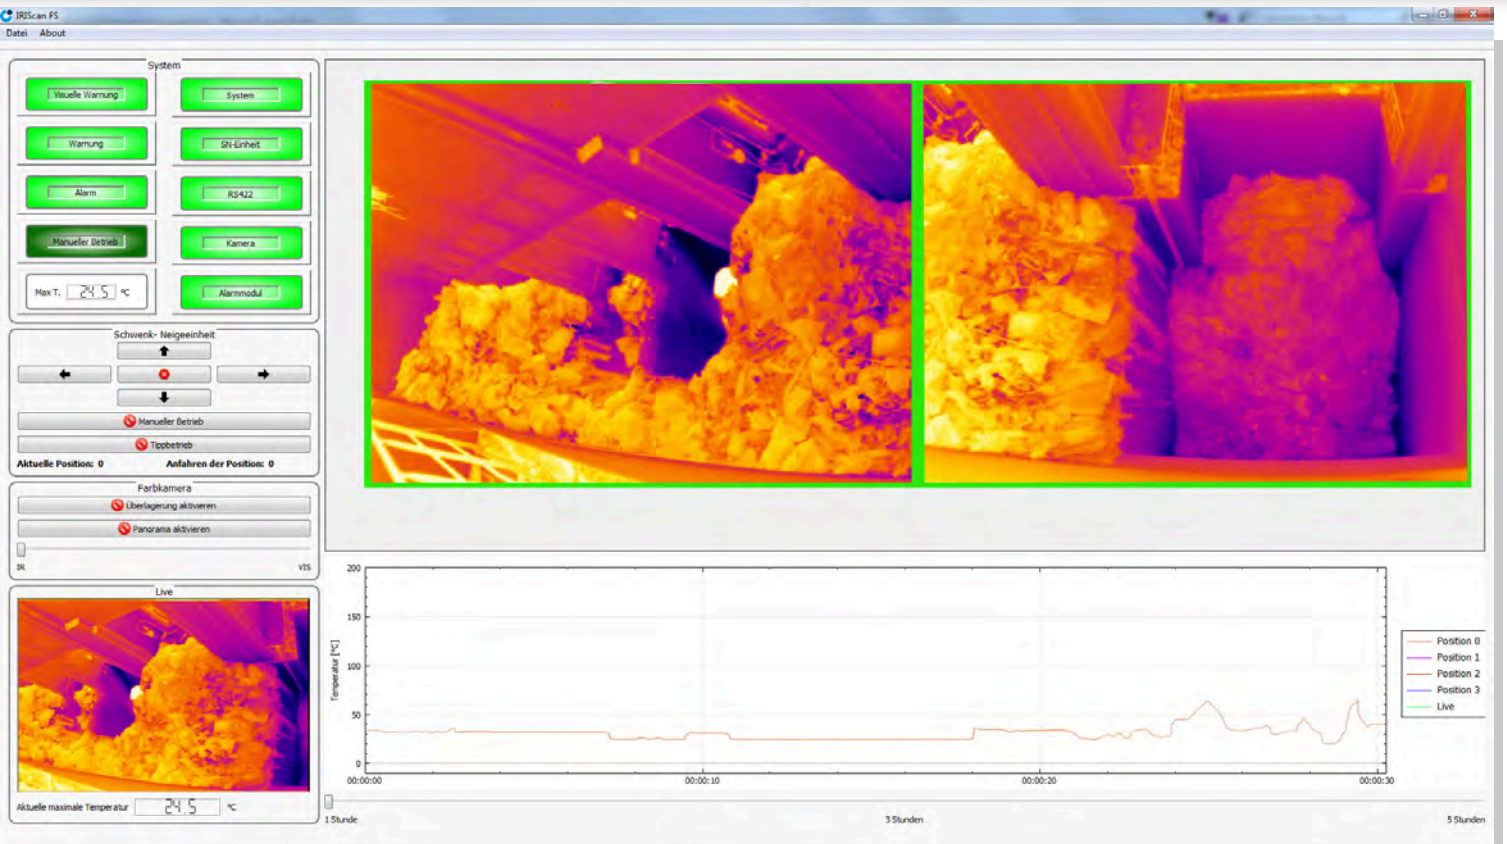 IRIScan FS
Datei About
System
Visuelle Warnung
System
Warnung
SN-Einheit
Alarm
RS422
Manueller Betrieb
Kamera
Max T. 24.5 °C
Alarmmodul
Schwenk- Neigeeinheit
Manueller Betrieb
Tippbetrieb
Aktuelle Position: 0 Anfahren der Position: 0
Farbkamera
Überlagerung aktivieren
Panorama aktivieren
IR VIS
Live
Aktuelle maximale Temperatur 24.5 °C
200
150
100
50
0
Temperatur [°C]
00:00:00 00:00:10 00:00:20 00:00:30
Position 0
Position 1
Position 2
Position 3
Live
1 Stunde 3 Stunden 5 Stunden